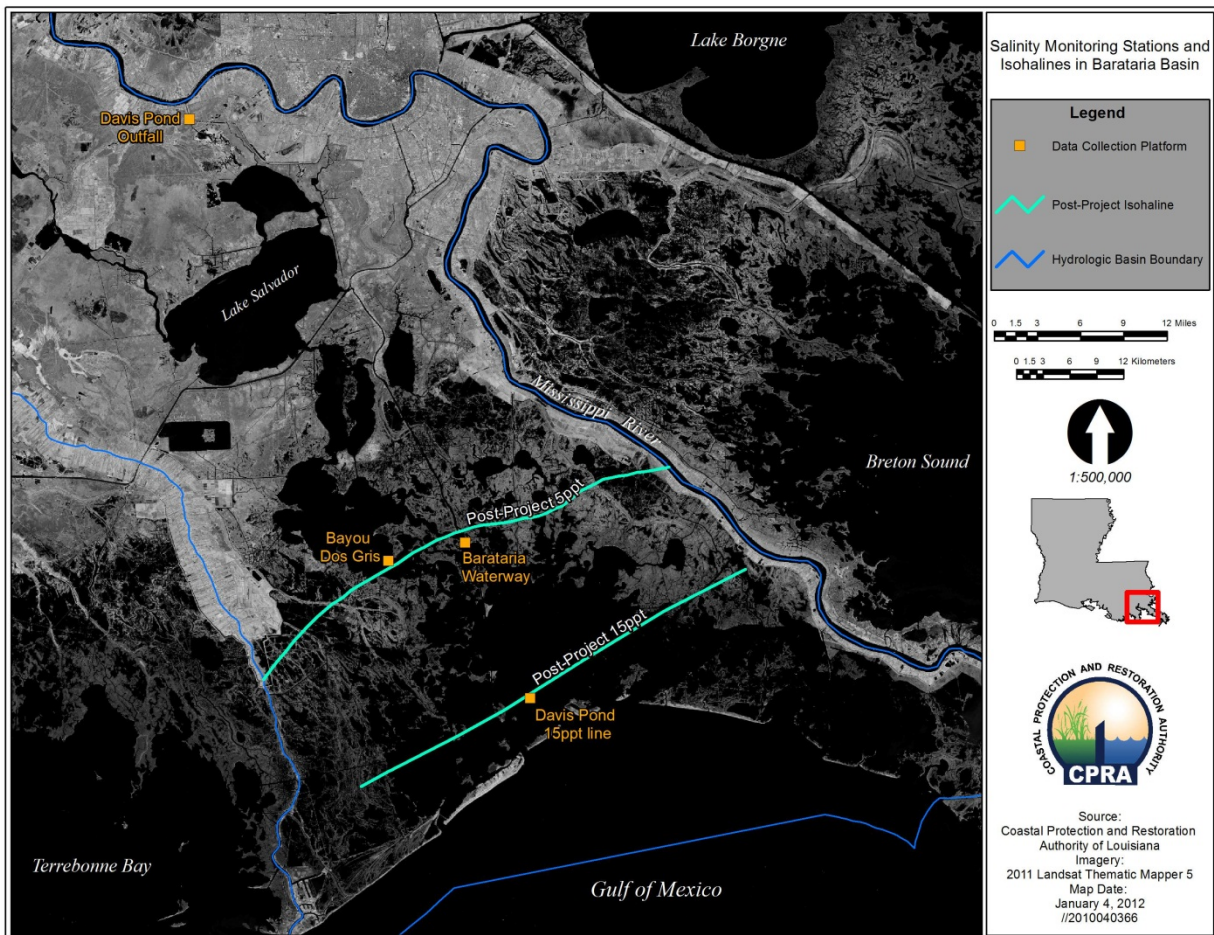 Lake Borgne
Davis Pond
Outfall
Lake Salvador
Mississippi River
Breton Sound
Post-Project 5ppt
Bayou
Dos Gris
Barataria
Waterway
Post-Project 15ppt
Davis Pond
15ppt line
Terrebonne Bay
Gulf of Mexico
Salinity Monitoring Stations and
Isohalines in Barataria Basin
Legend
Data Collection Platform
Post-Project Isohaline
Hydrologic Basin Boundary
0 1.5 3 6 9 12 Miles
0 1.5 3 6 9 12 Kilometers
1:500,000
COASTAL PROTECTION AND RESTORATION AUTHORITY
CPRA
Source:
Coastal Protection and Restoration
Authority of Louisiana
Imagery:
2011 Landsat Thematic Mapper 5
Map Date:
January 4, 2012
//2010040366